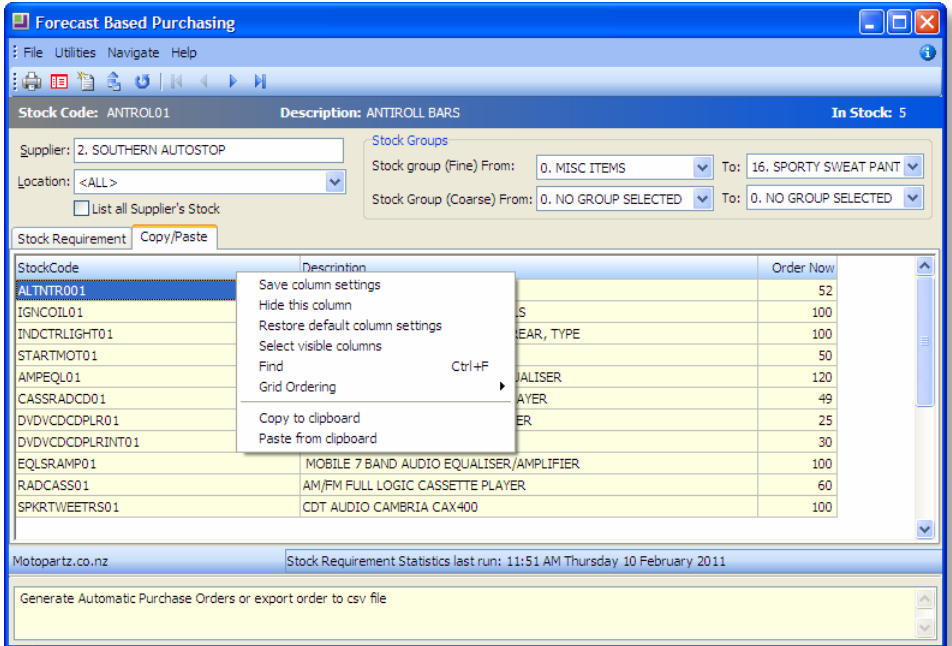 Forecast Based Purchasing
File Utilities Navigate Help
Stock Code: ANTROL01 Description: ANTIROLL BARS In Stock: 5
Supplier: 2. SOUTHERN AUTOSTOP
Location: <ALL>
List all Supplier's Stock
Stock Groups
Stock group (Fine) From: 0. MISC ITEMS To: 16. SPORTY SWEAT PANT
Stock Group (Coarse) From: 0. NO GROUP SELECTED To: 0. NO GROUP SELECTED
Stock Requirement Copy/Paste
StockCode Description Order Now
ALTNTR001 52
IGNCOIL01 LS 100
INDCTRLIGHT01 REAR, TYPE 100
STARTMOT01 50
AMPEQL01 UALISER 120
CASSRADCD01 AYER 49
DVDVCDCDPLR01 ER 25
DVDVCDCDPLRINT01 30
EQLSRAMP01 MOBILE 7 BAND AUDIO EQUALISER/AMPLIFIER 100
RADCASS01 AM/FM FULL LOGIC CASSETTE PLAYER 60
SPKRTWEETRS01 CDT AUDIO CAMBRIA CAX400 100
Save column settings
Hide this column
Restore default column settings
Select visible columns
Find Ctrl+F
Grid Ordering
Copy to clipboard
Paste from clipboard
Motopartz.co.nz Stock Requirement Statistics last run: 11:51 AM Thursday 10 February 2011
Generate Automatic Purchase Orders or export order to csv file